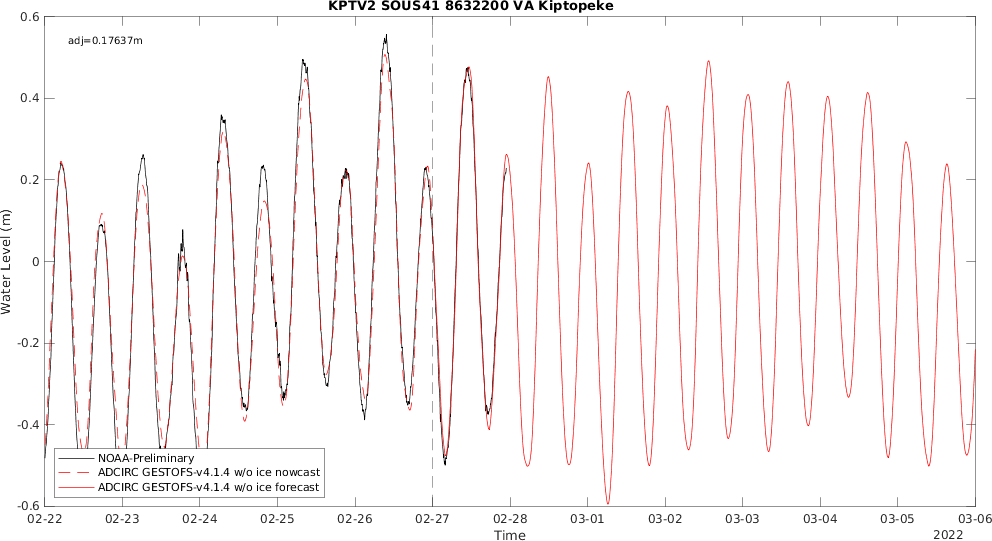 KPTV2 SOUS41 8632200 VA Kiptopeke
adj=0.17637m
0.6
0.4
0.2
0
-0.2
-0.4
-0.6
Water Level (m)
NOAA-Preliminary
ADCIRC GESTOFS-v4.1.4 w/o ice nowcast
ADCIRC GESTOFS-v4.1.4 w/o ice forecast
02-22 02-23 02-24 02-25 02-26 02-27 02-28 03-01 03-02 03-03 03-04 03-05 03-06
Time
2022